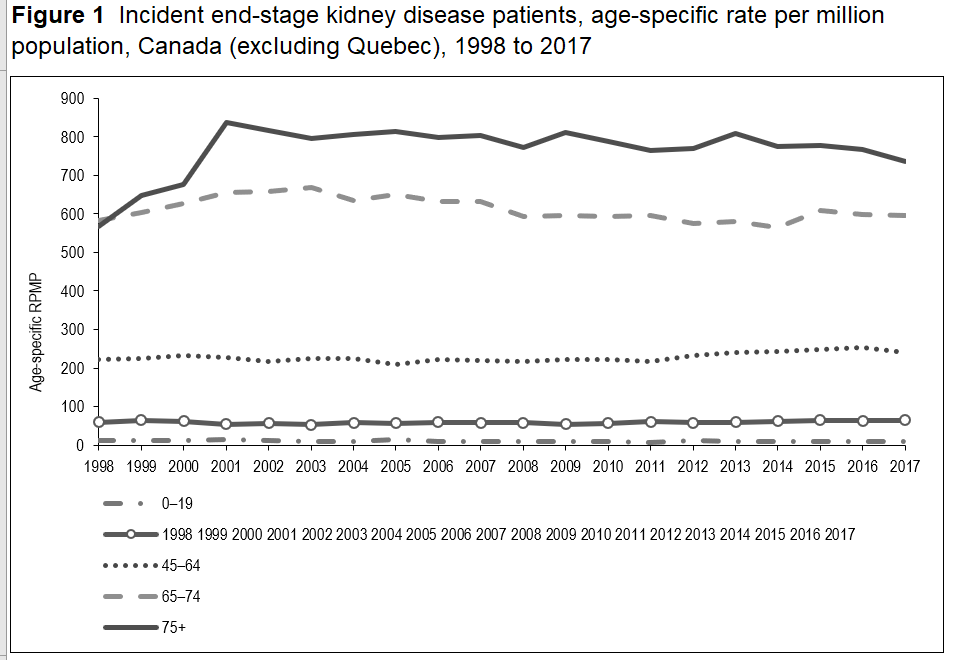 Figure 1 Incident end-stage kidney disease patients, age-specific rate per million
population, Canada (excluding Quebec), 1998 to 2017
900
800
700
600
500
400
300
200
100
0
Age-specific RPMP
1998 1999 2000 2001 2002 2003 2004 2005 2006 2007 2008 2009 2010 2011 2012 2013 2014 2015 2016 2017
0–19
1998 1999 2000 2001 2002 2003 2004 2005 2006 2007 2008 2009 2010 2011 2012 2013 2014 2015 2016 2017
45–64
65–74
75+